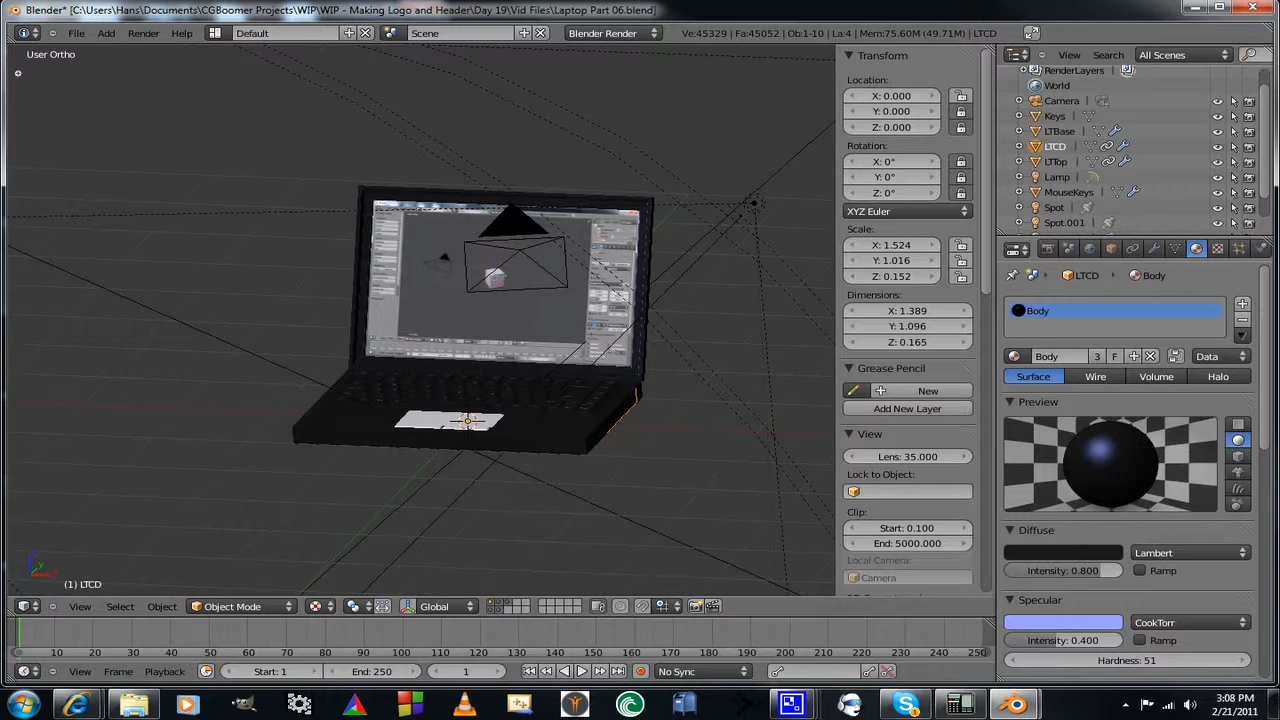 Blender* [C:\Users\Hans\Documents\CGBoomer Projects\WIP\WIP - Making Logo and Header\Day 19\Vid Files\Laptop Part 06.blend]
File Add Render Help Default Scene Blender Render Ve:45329 | Fa:45052 | Ob:1-10 | La:4 | Mem:75.60M (49.71M) | LTCD
User Ortho
Transform
Location:
X: 0.000
Y: 0.000
Z: 0.000
Rotation:
X: 0°
Y: 0°
Z: 0°
XYZ Euler
Scale:
X: 1.524
Y: 1.016
Z: 0.152
Dimensions:
X: 1.389
Y: 1.096
Z: 0.165
Grease Pencil
New
Add New Layer
View
Lens: 35.000
Lock to Object:
Clip:
Start: 0.100
End: 5000.000
Local Camera:
Camera
View Search All Scenes
RenderLayers
World
Camera
Keys
LTBase
LTCD
LTTop
Lamp
MouseKeys
Spot
Spot.001
LTCD Body
Body
Body 3 F Data
Surface Wire Volume Halo
Preview
Diffuse
Lambert
Intensity: 0.800 Ramp
Specular
CookTorr
Intensity: 0.400 Ramp
Hardness: 51
(1) LTCD
View Select Object Object Mode Global
10 20 30 40 50 60 70 80 90 100 110 120 130 140 150 160 170 180 190 200 210 220 230 240 250
View Frame Playback Start: 1 End: 250 1 No Sync
3:08 PM
2/21/2011